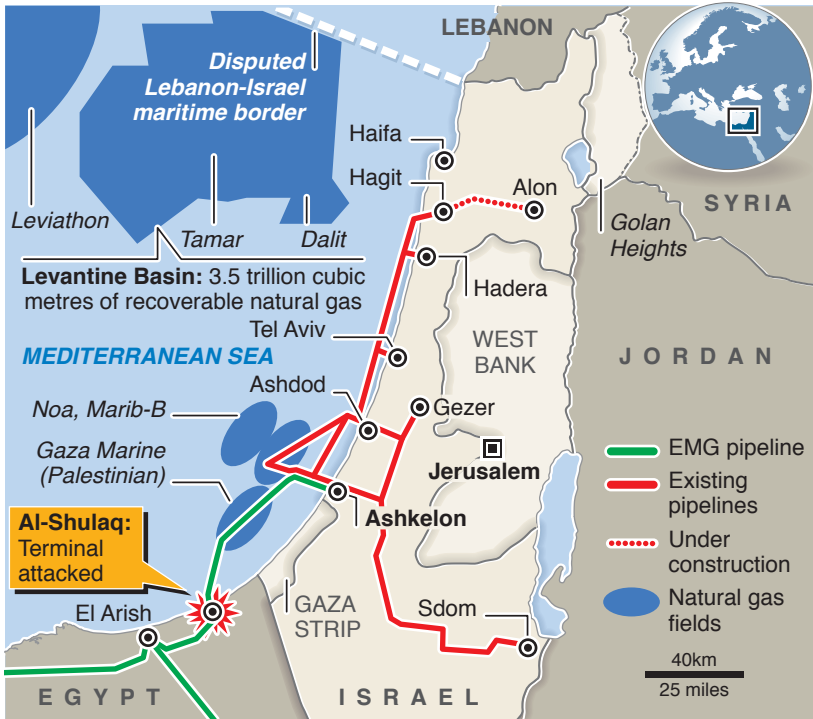 LEBANON
Disputed
Lebanon-Israel
maritime border
Haifa
Hagit
Alon
SYRIA
Leviathon
Tamar
Dalit
Golan
Heights
Levantine Basin: 3.5 trillion cubic
metres of recoverable natural gas
Hadera
Tel Aviv
MEDITERRANEAN SEA
WEST
BANK
JORDAN
Ashdod
Noa, Marib-B
Gezer
Gaza Marine
(Palestinian)
Jerusalem
EMG pipeline
Existing
pipelines
Ashkelon
Al-Shulaq:
Terminal
attacked
Under
construction
El Arish
GAZA
STRIP
Sdom
Natural gas
fields
40km
25 miles
EGYPT
ISRAEL